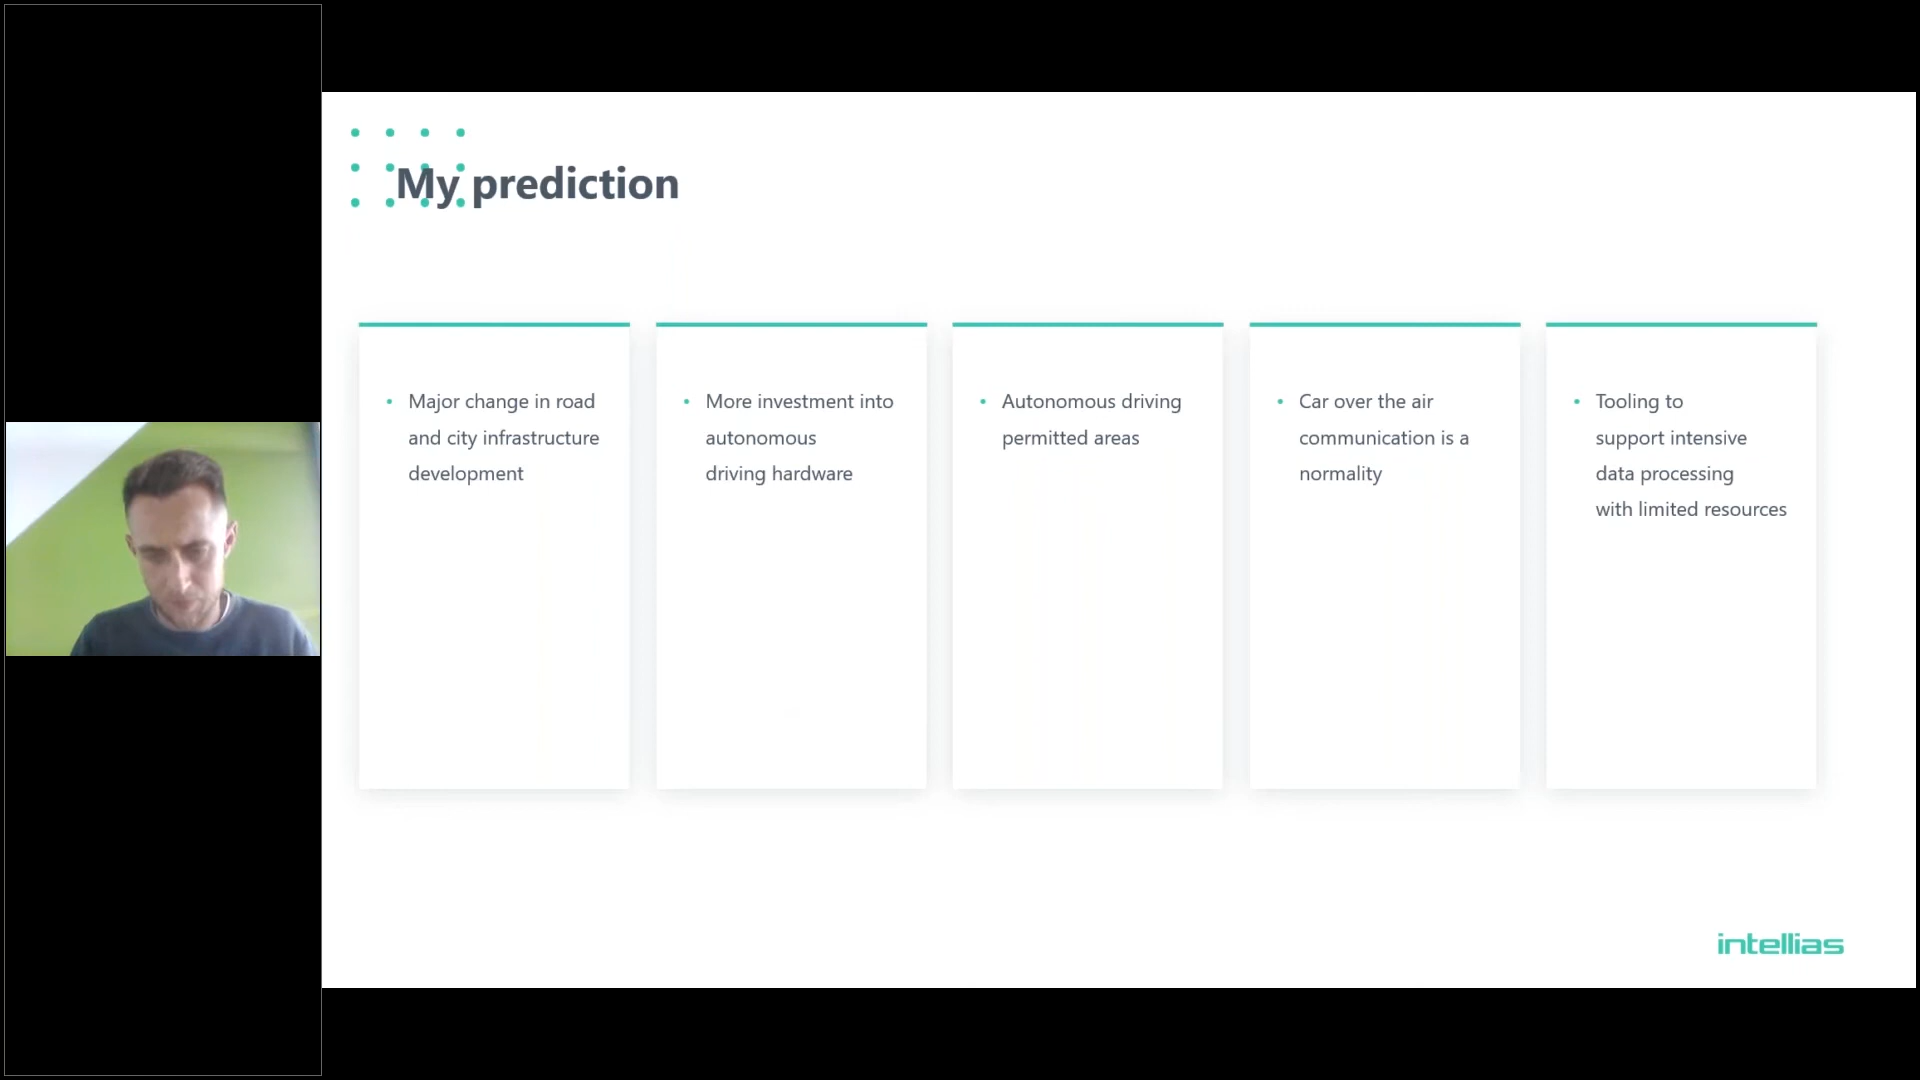 My prediction
Major change in road
and city infrastructure
development
More investment into
autonomous
driving hardware
Autonomous driving
permitted areas
Car over the air
communication is a
normality
Tooling to
support intensive
data processing
with limited resources
intellias